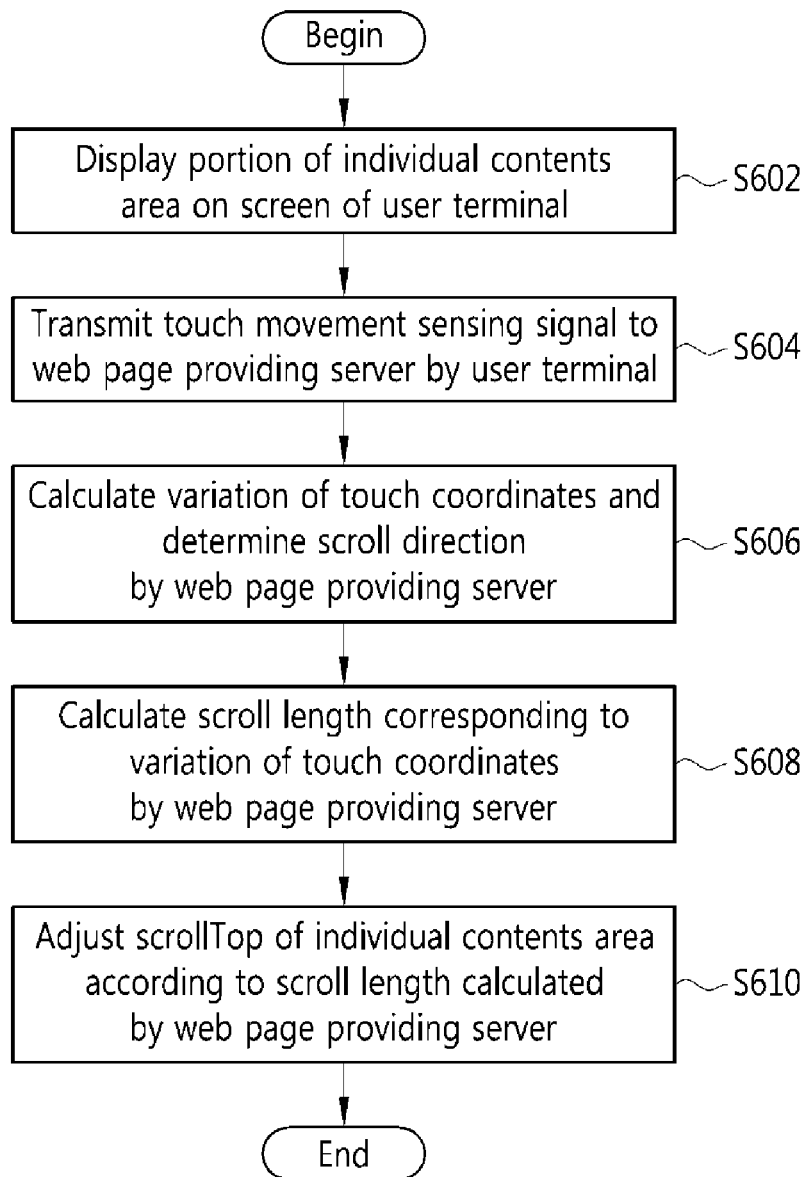 Begin
Display portion of individual contents
area on screen of user terminal
S602
Transmit touch movement sensing signal to
web page providing server by user terminal
S604
Calculate variation of touch coordinates and
determine scroll direction
by web page providing server
S606
Calculate scroll length corresponding to
variation of touch coordinates
by web page providing server
S608
Adjust scrollTop of individual contents area
according to scroll length calculated
by web page providing server
S610
End